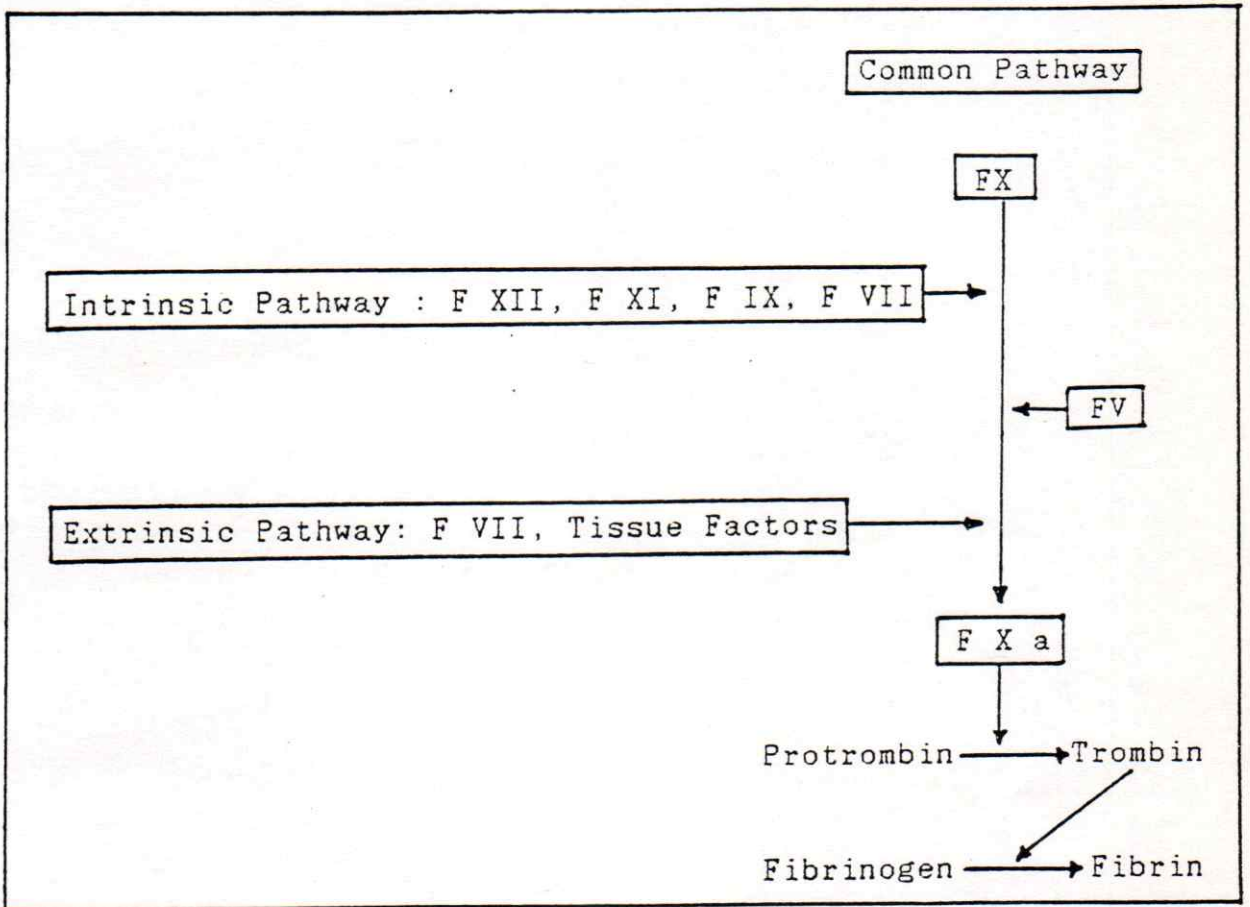 Common Pathway
FX
Intrinsic Pathway : F XII, F XI, F IX, F VII
FV
Extrinsic Pathway: F VII, Tissue Factors
F X a
Protrombin Trombin
Fibrinogen Fibrin